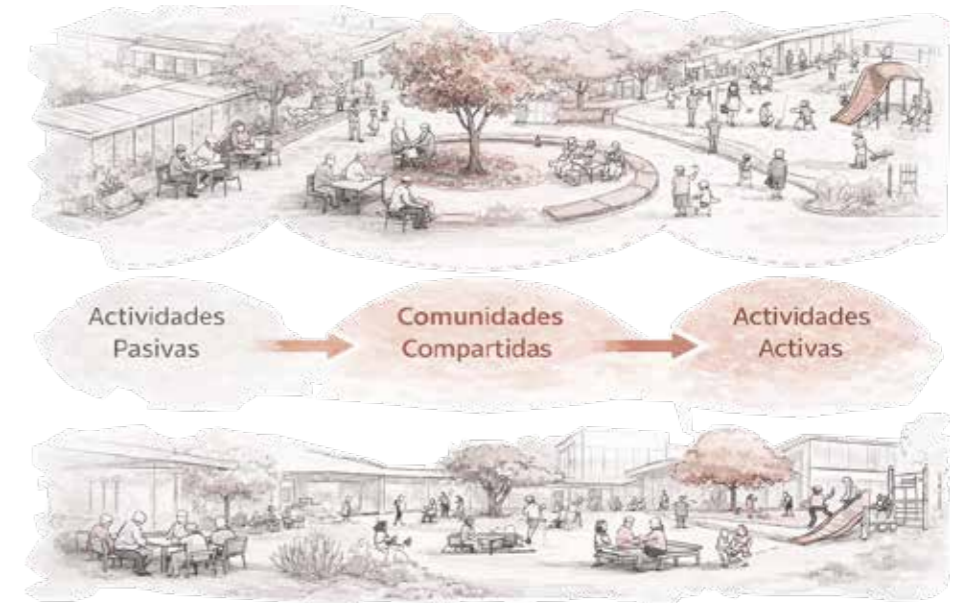 Actividades
Pasivas
Comunidades
Compartidas
Actividades
Activas